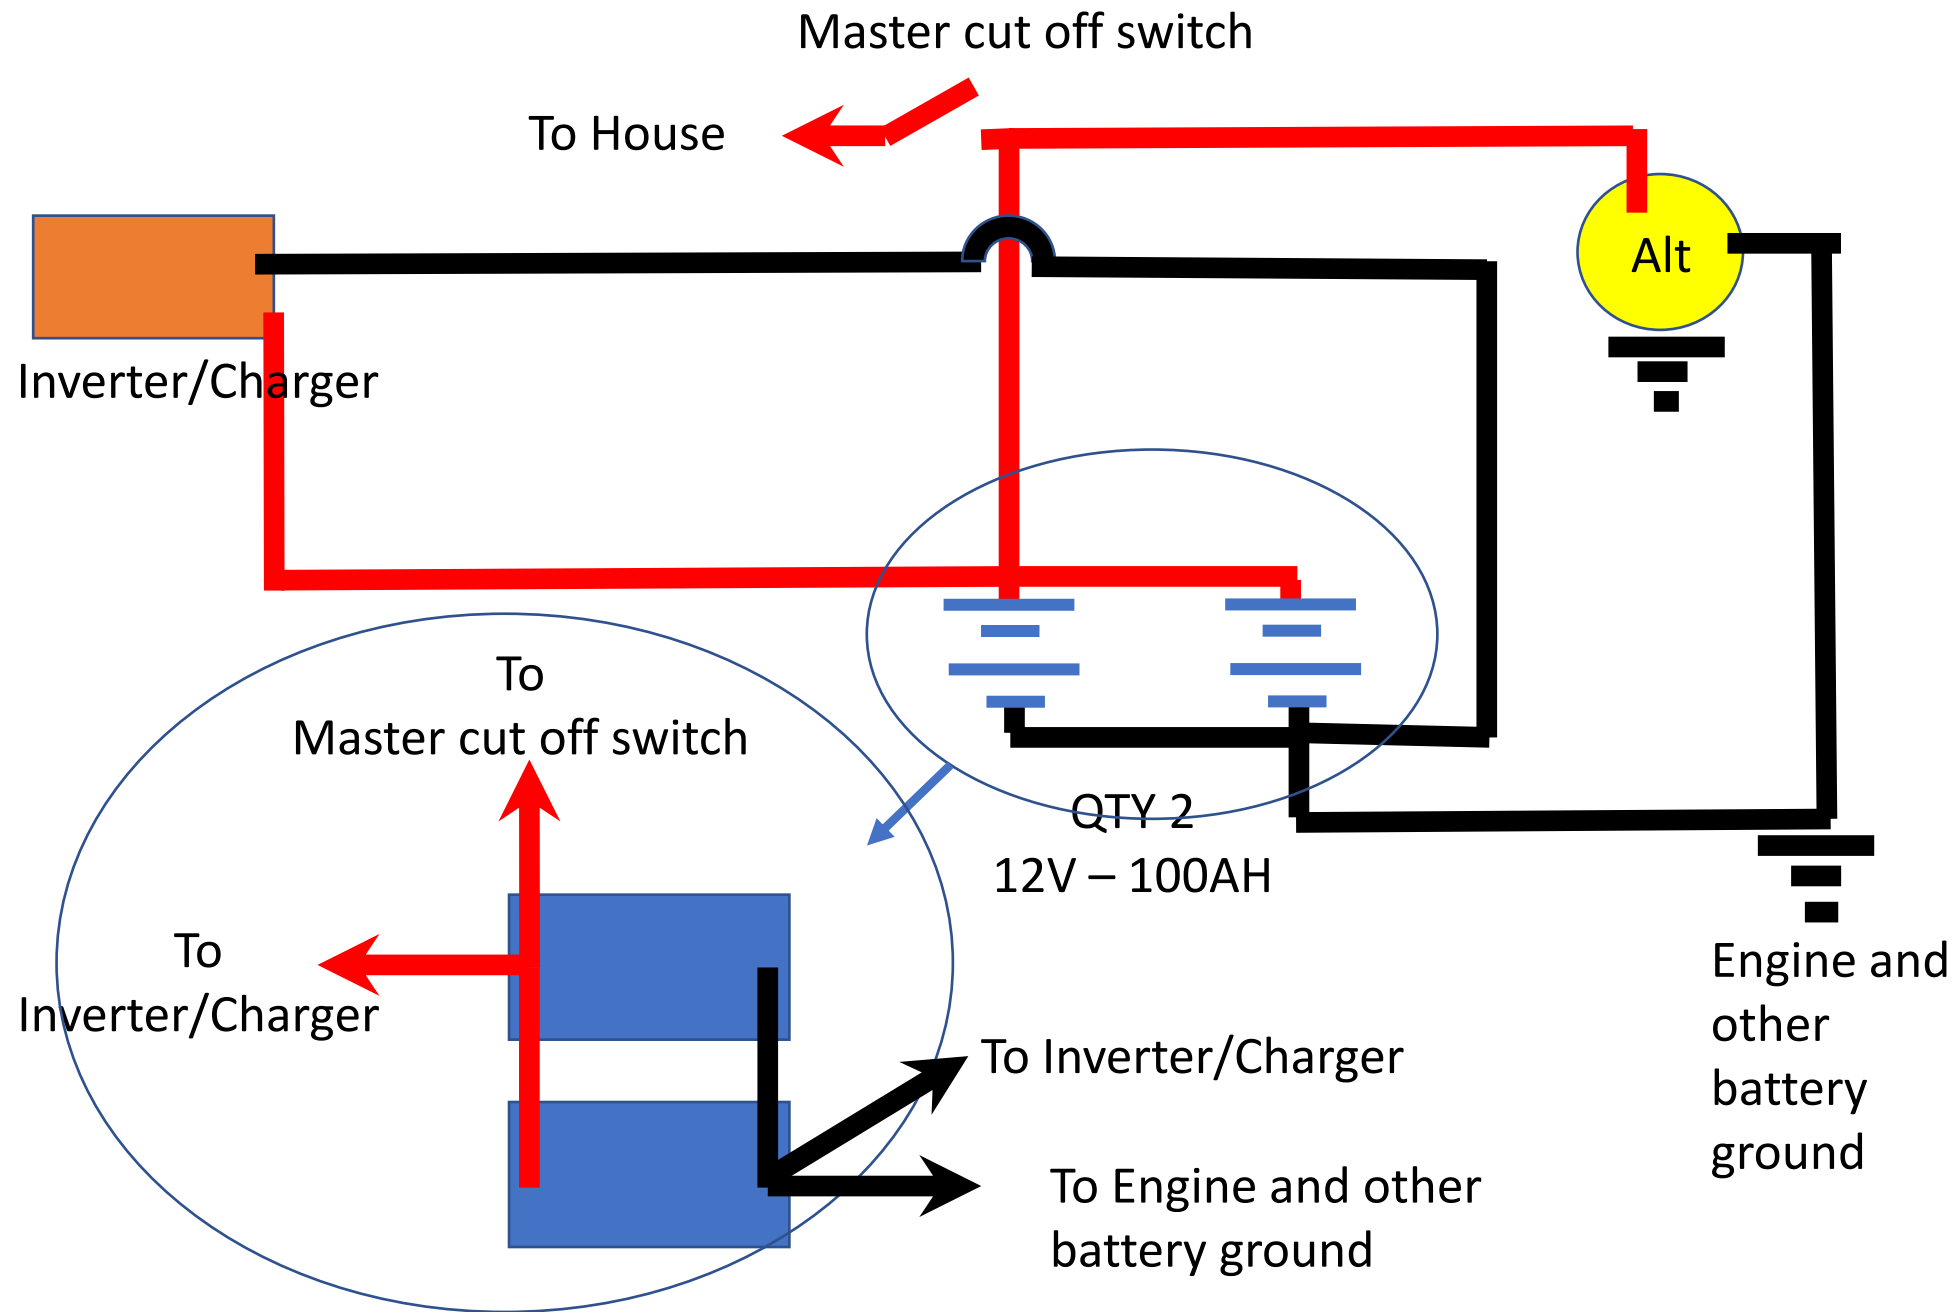 Master cut off switch
To House
Alt
Inverter/Charger
To
Master cut off switch
QTY 2
12V – 100AH
To
Inverter/Charger
Engine and
other
battery
ground
To Inverter/Charger
To Engine and other
battery ground